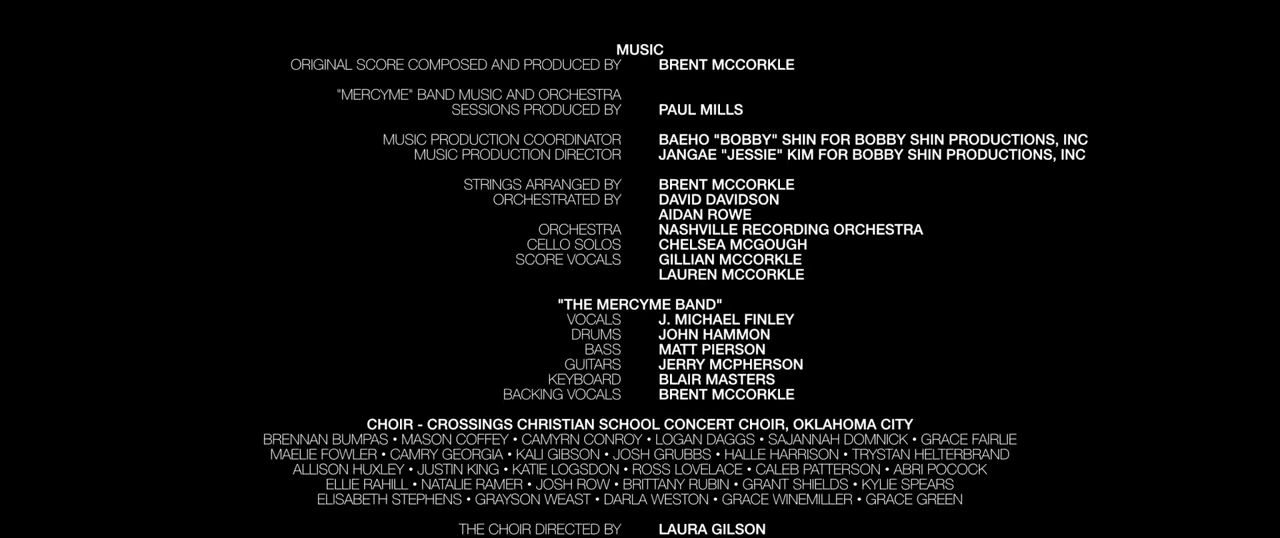 MUSIC
ORIGINAL SCORE COMPOSED AND PRODUCED BY BRENT MCCORKLE
"MERCYME" BAND MUSIC AND ORCHESTRA
SESSIONS PRODUCED BY PAUL MILLS
MUSIC PRODUCTION COORDINATOR BAEHO "BOBBY" SHIN FOR BOBBY SHIN PRODUCTIONS, INC
MUSIC PRODUCTION DIRECTOR JANGAE "JESSIE" KIM FOR BOBBY SHIN PRODUCTIONS, INC
STRINGS ARRANGED BY BRENT MCCORKLE
ORCHESTRATED BY DAVID DAVIDSON
AIDAN ROWE
ORCHESTRA NASHVILLE RECORDING ORCHESTRA
CELLO SOLOS CHELSEA MCGOUGH
SCORE VOCALS GILLIAN MCCORKLE
LAUREN MCCORKLE
"THE MERCYME BAND"
VOCALS J. MICHAEL FINLEY
DRUMS JOHN HAMMON
BASS MATT PIERSON
GUITARS JERRY MCPHERSON
KEYBOARD BLAIR MASTERS
BACKING VOCALS BRENT MCCORKLE
CHOIR - CROSSINGS CHRISTIAN SCHOOL CONCERT CHOIR, OKLAHOMA CITY
BRENNAN BUMPAS • MASON COFFEY • CAMYRN CONROY • LOGAN DAGGS • SAJANNAH DOMNICK • GRACE FAIRLIE
MAELIE FOWLER • CAMRY GEORGIA • KALI GIBSON • JOSH GRUBBS • HALLE HARRISON • TRYSTAN HELTERBRAND
ALLISON HUXLEY • JUSTIN KING • KATIE LOGSDON • ROSS LOVELACE • CALEB PATTERSON • ABRI POCOCK
ELLIE RAHILL • NATALIE RAMER • JOSH ROW • BRITTANY RUBIN • GRANT SHIELDS • KYLIE SPEARS
ELISABETH STEPHENS • GRAYSON WEAST • DARLA WESTON • GRACE WINEMILLER • GRACE GREEN
THE CHOIR DIRECTED BY LAURA GILSON